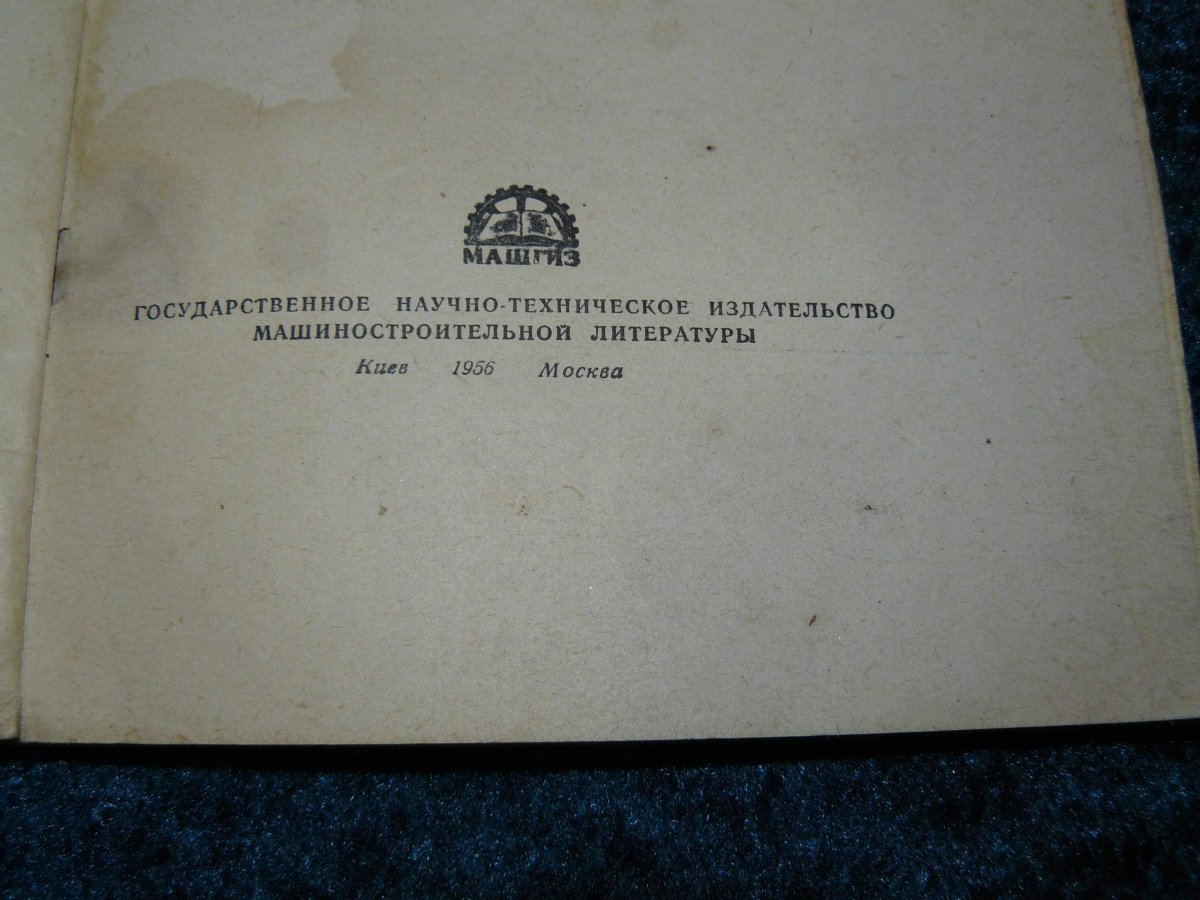 МАШГИЗ
ГОСУДАРСТВЕННОЕ НАУЧНО-ТЕХНИЧЕСКОЕ ИЗДАТЕЛЬСТВО
МАШИНОСТРОИТЕЛЬНОЙ ЛИТЕРАТУРЫ
Киев 1956 Москва